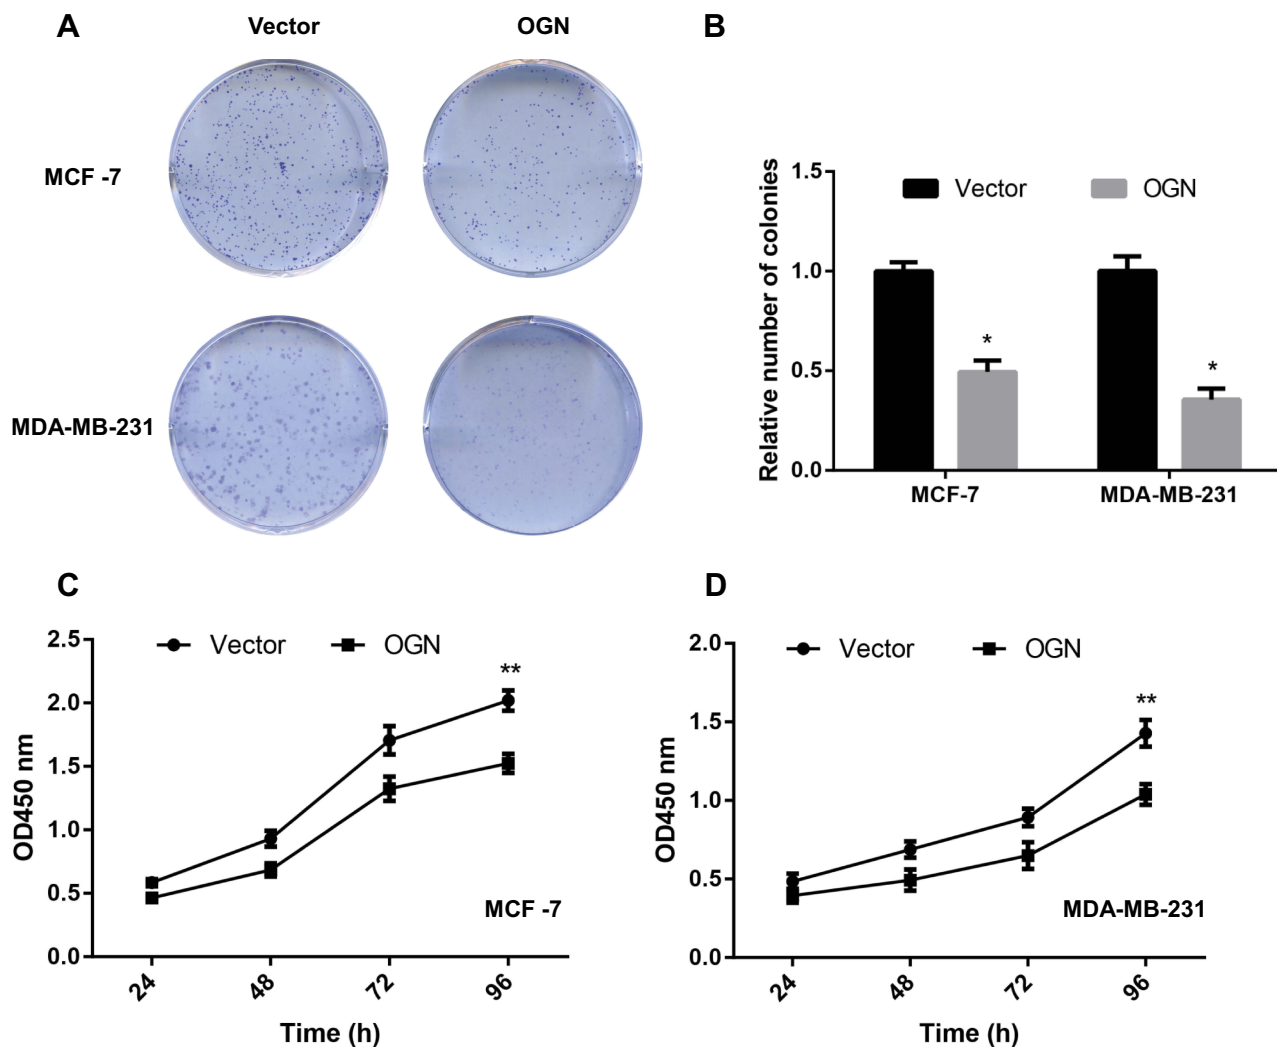 A
Vector
OGN
MCF -7
MDA-MB-231
B
Relative number of colonies
1.5
1.0
0.5
0.0
Vector
OGN
*
*
MCF-7
MDA-MB-231
C
OD450 nm
2.5
2.0
1.5
1.0
0.5
0.0
Vector
OGN
**
MCF -7
24
48
72
96
Time (h)
D
OD450 nm
2.0
1.5
1.0
0.5
0.0
Vector
OGN
**
MDA-MB-231
24
48
72
96
Time (h)